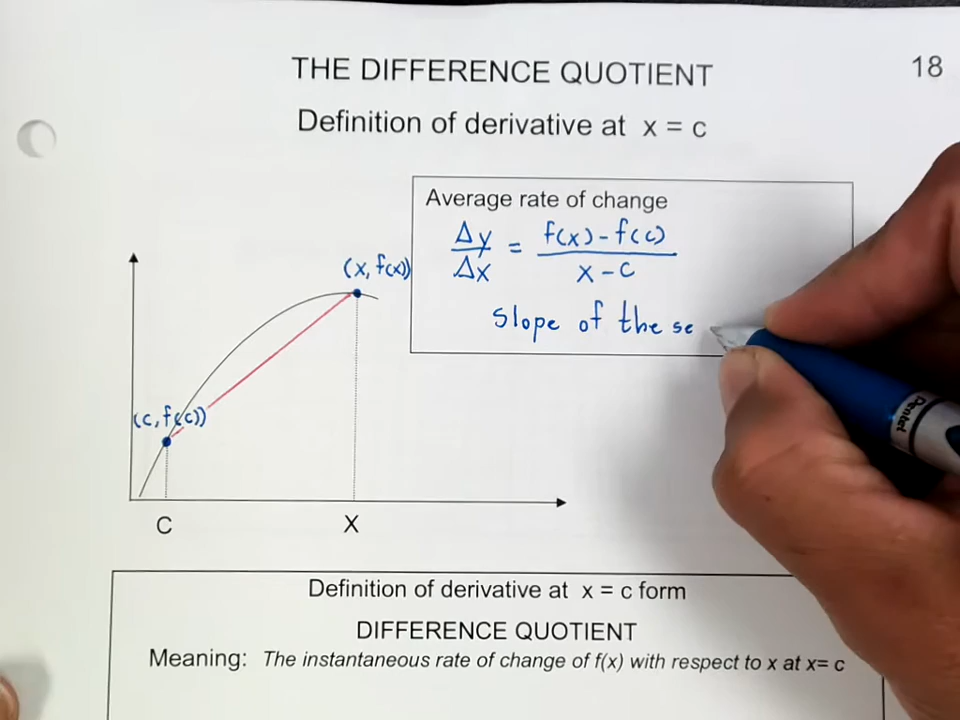 THE DIFFERENCE QUOTIENT
18
Definition of derivative at x = c
Average rate of change
Δy/Δx = f(x)-f(c)/x-c
(x, f(x))
Slope of the se
(c, f(c))
C X
Pentel
Definition of derivative at x = c form
DIFFERENCE QUOTIENT
Meaning: The instantaneous rate of change of f(x) with respect to x at x= c